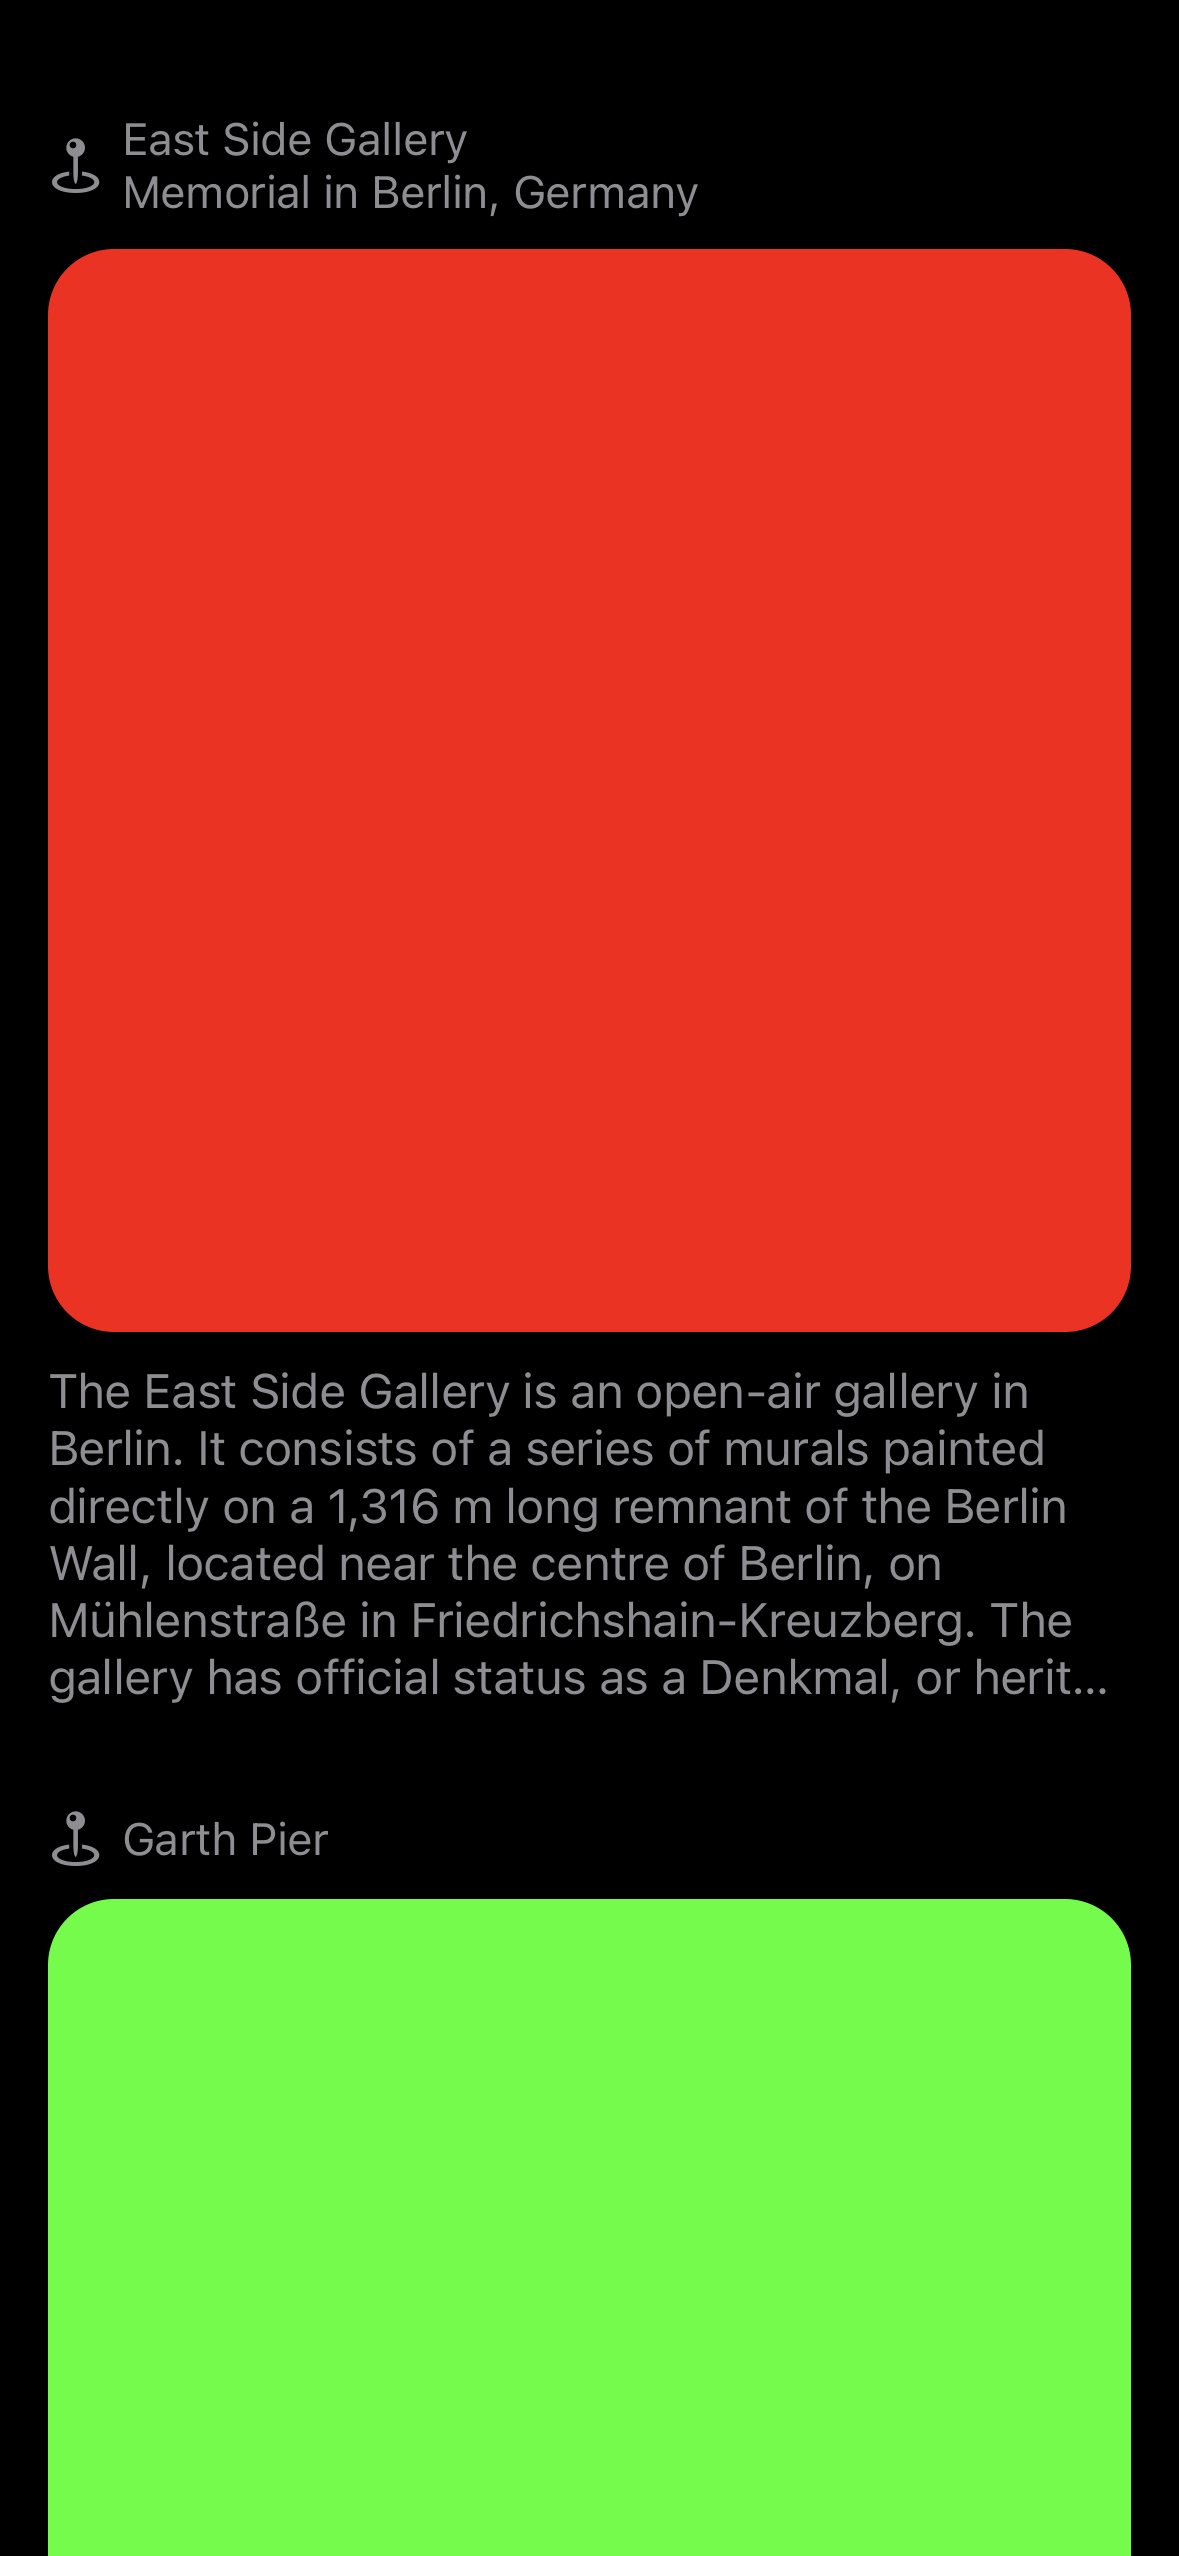 East Side Gallery
Memorial in Berlin, Germany
The East Side Gallery is an open-air gallery in
Berlin. It consists of a series of murals painted
directly on a 1,316 m long remnant of the Berlin
Wall, located near the centre of Berlin, on
Mühlenstraße in Friedrichshain-Kreuzberg. The
gallery has official status as a Denkmal, or herit...
Garth Pier